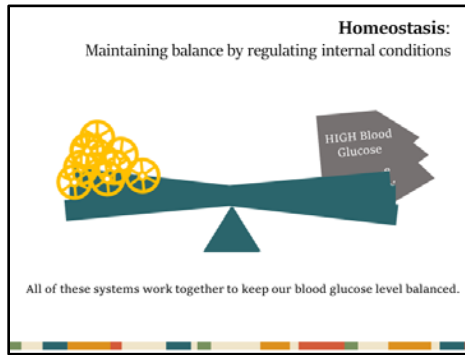 Homeostasis:
Maintaining balance by regulating internal conditions
HIGH Blood
Glucose
All of these systems work together to keep our blood glucose level balanced.